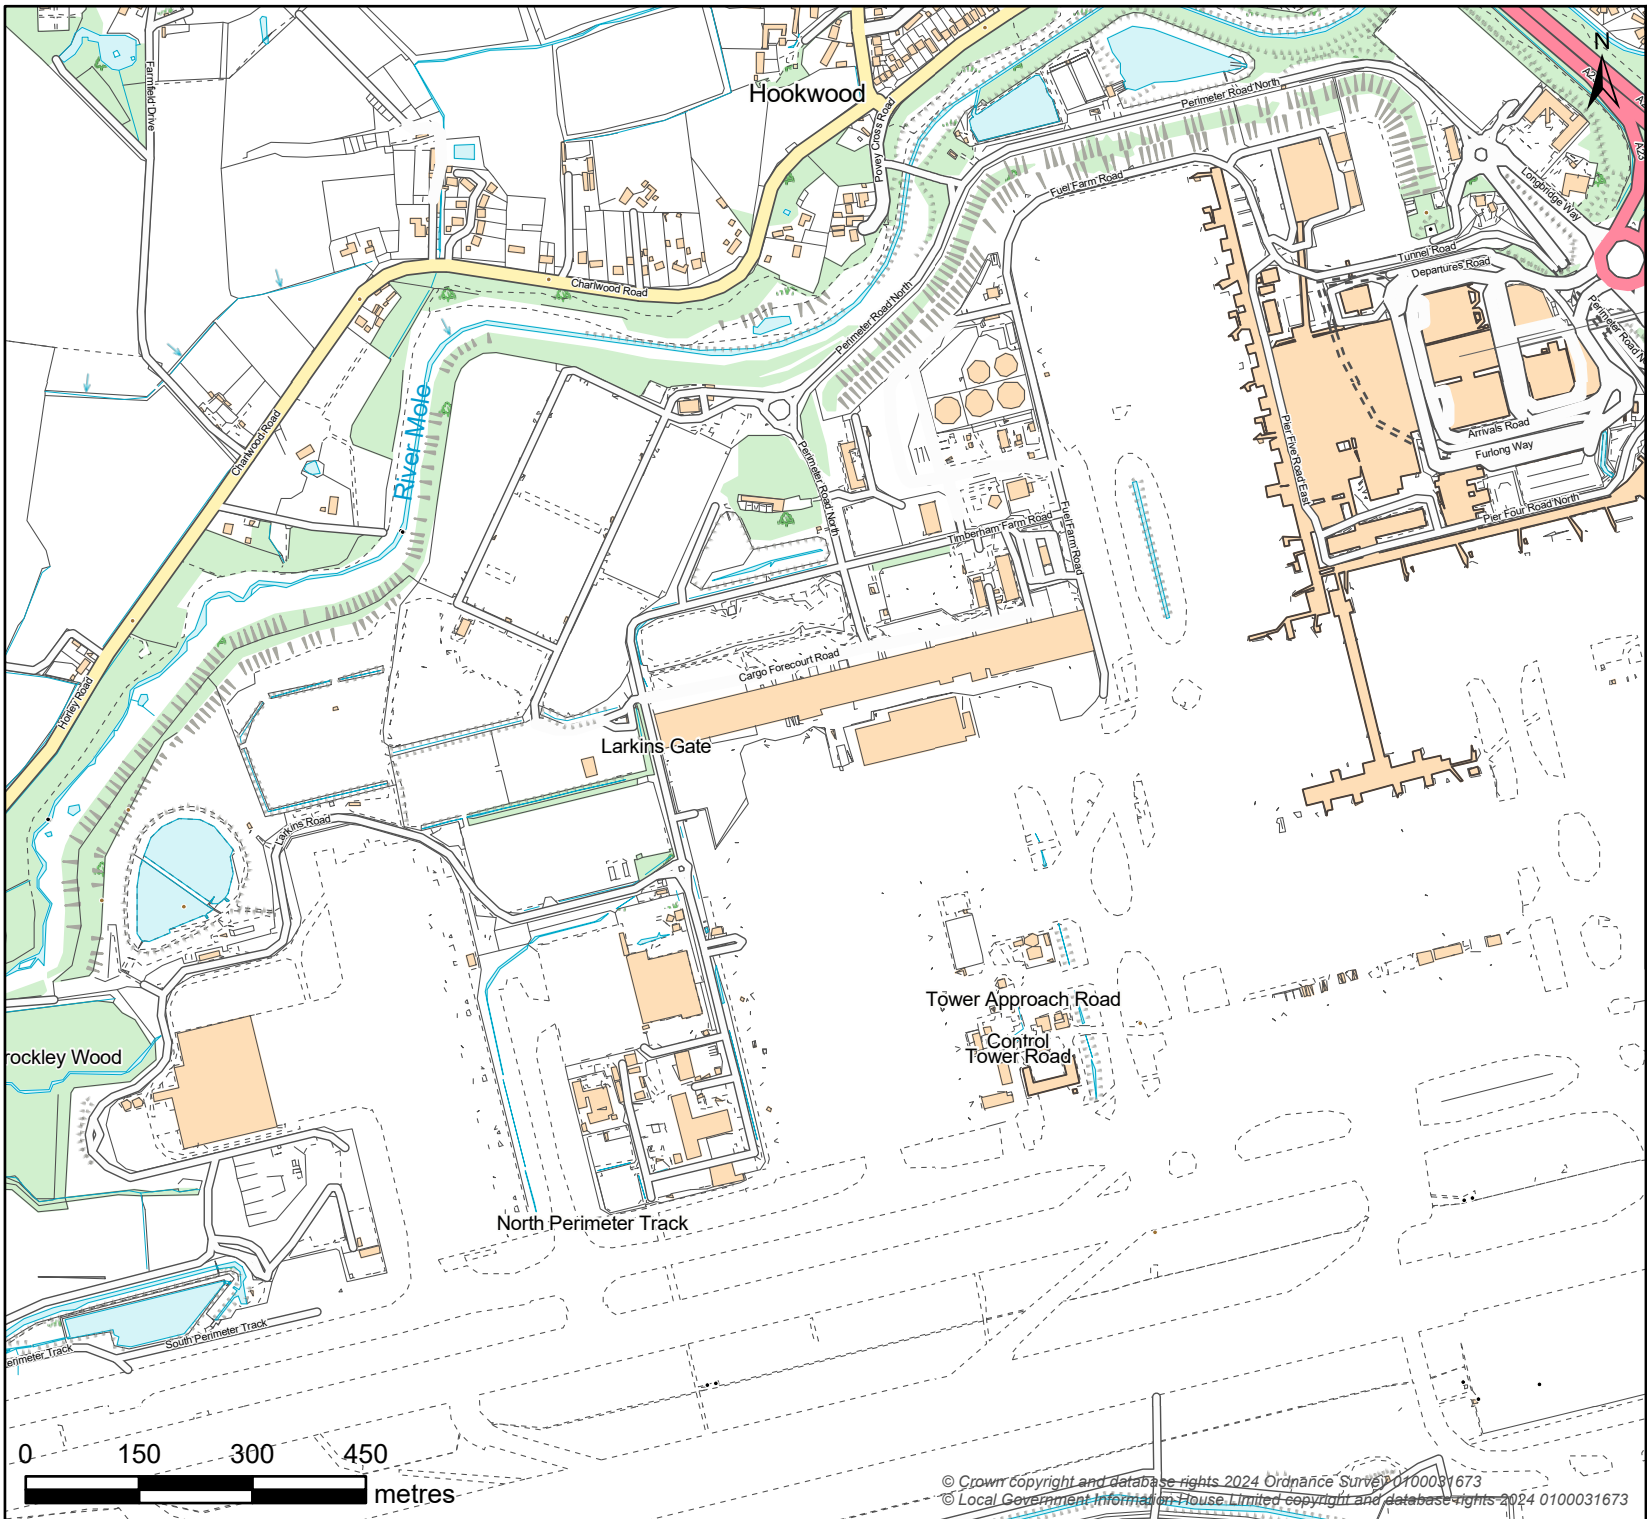 Farmfield Drive
Hookwood
Povey Cross Road
Perimeter Road North
N
A23
Longbridge Way
Fuel Farm Road
Tunnel Road
Departures Road
Charlwood Road
Perimeter Road North
Charlwood Road
River Mole
Perimeter Road North
Pier Five Road East
Arrivals Road
Furlong Way
Pier Four Road North
Timberham Farm Road
Fuel Farm Road
Horley Road
Cargo Forecourt Road
Larkins Gate
Larkins Road
Tower Approach Road
Control
Tower Road
rockley Wood
North Perimeter Track
South Perimeter Track
erimeter Track
0 150 300 450
metres
© Crown copyright and database rights 2024 Ordnance Survey 0100031673
© Local Government Information House Limited copyright and database rights 2024 0100031673